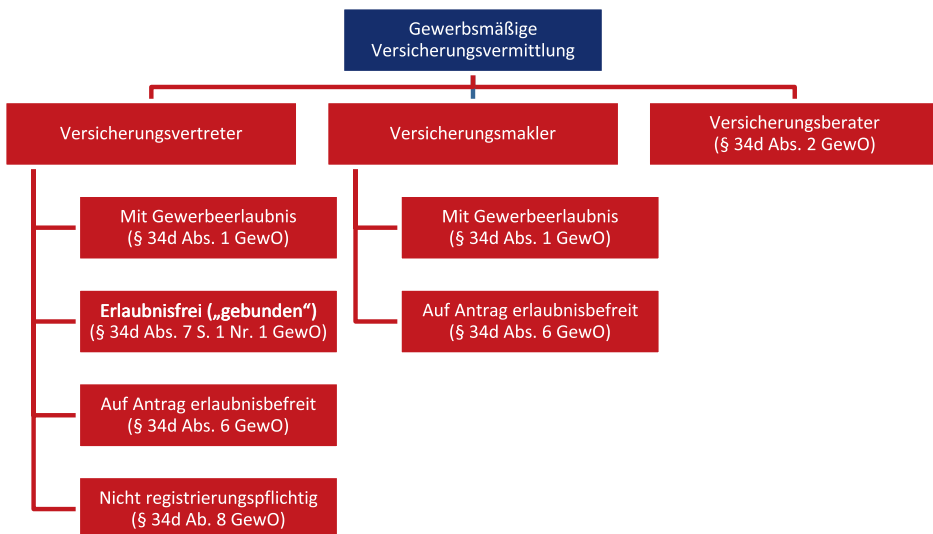 Gewerbsmäßige
Versicherungsvermittlung
Versicherungsvertreter
Versicherungsmakler
Versicherungsberater
(§ 34d Abs. 2 GewO)
Mit Gewerbeerlaubnis
(§ 34d Abs. 1 GewO)
Erlaubnisfrei („gebunden“)
(§ 34d Abs. 7 S. 1 Nr. 1 GewO)
Auf Antrag erlaubnisbefreit
(§ 34d Abs. 6 GewO)
Nicht registrierungspflichtig
(§ 34d Ab. 8 GewO)
Mit Gewerbeerlaubnis
(§ 34d Abs. 1 GewO)
Auf Antrag erlaubnisbefreit
(§ 34d Abs. 6 GewO)